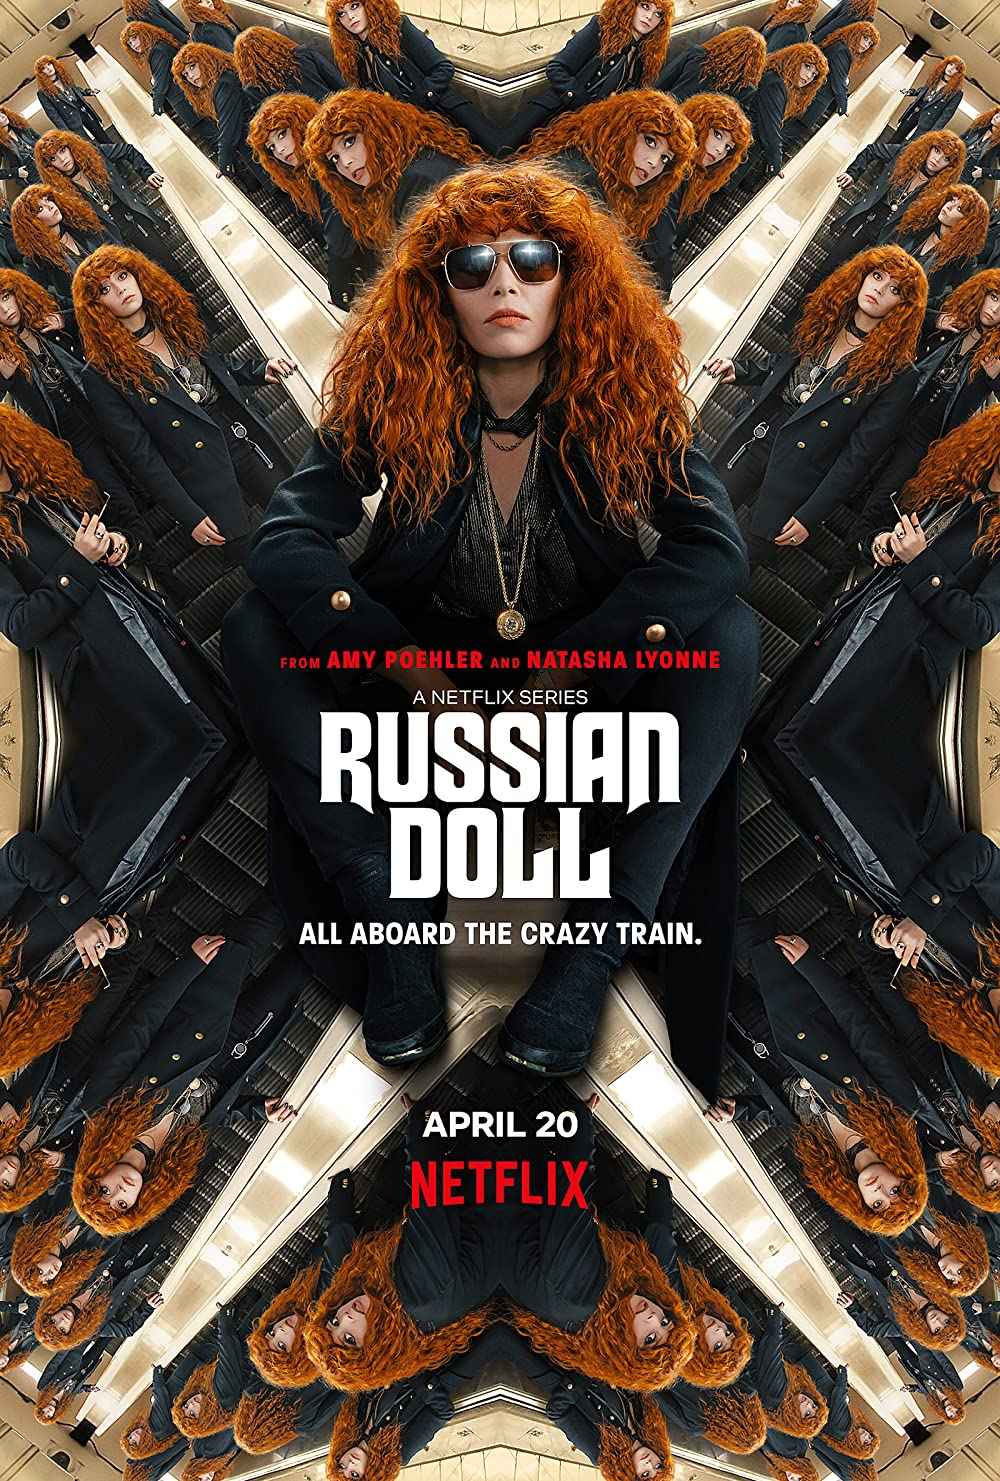 FROM AMY POEHLER AND NATASHA LYONNE
A NETFLIX SERIES
RUSSIAN
DOLL
ALL ABOARD THE CRAZY TRAIN.
APRIL 20
NETFLIX